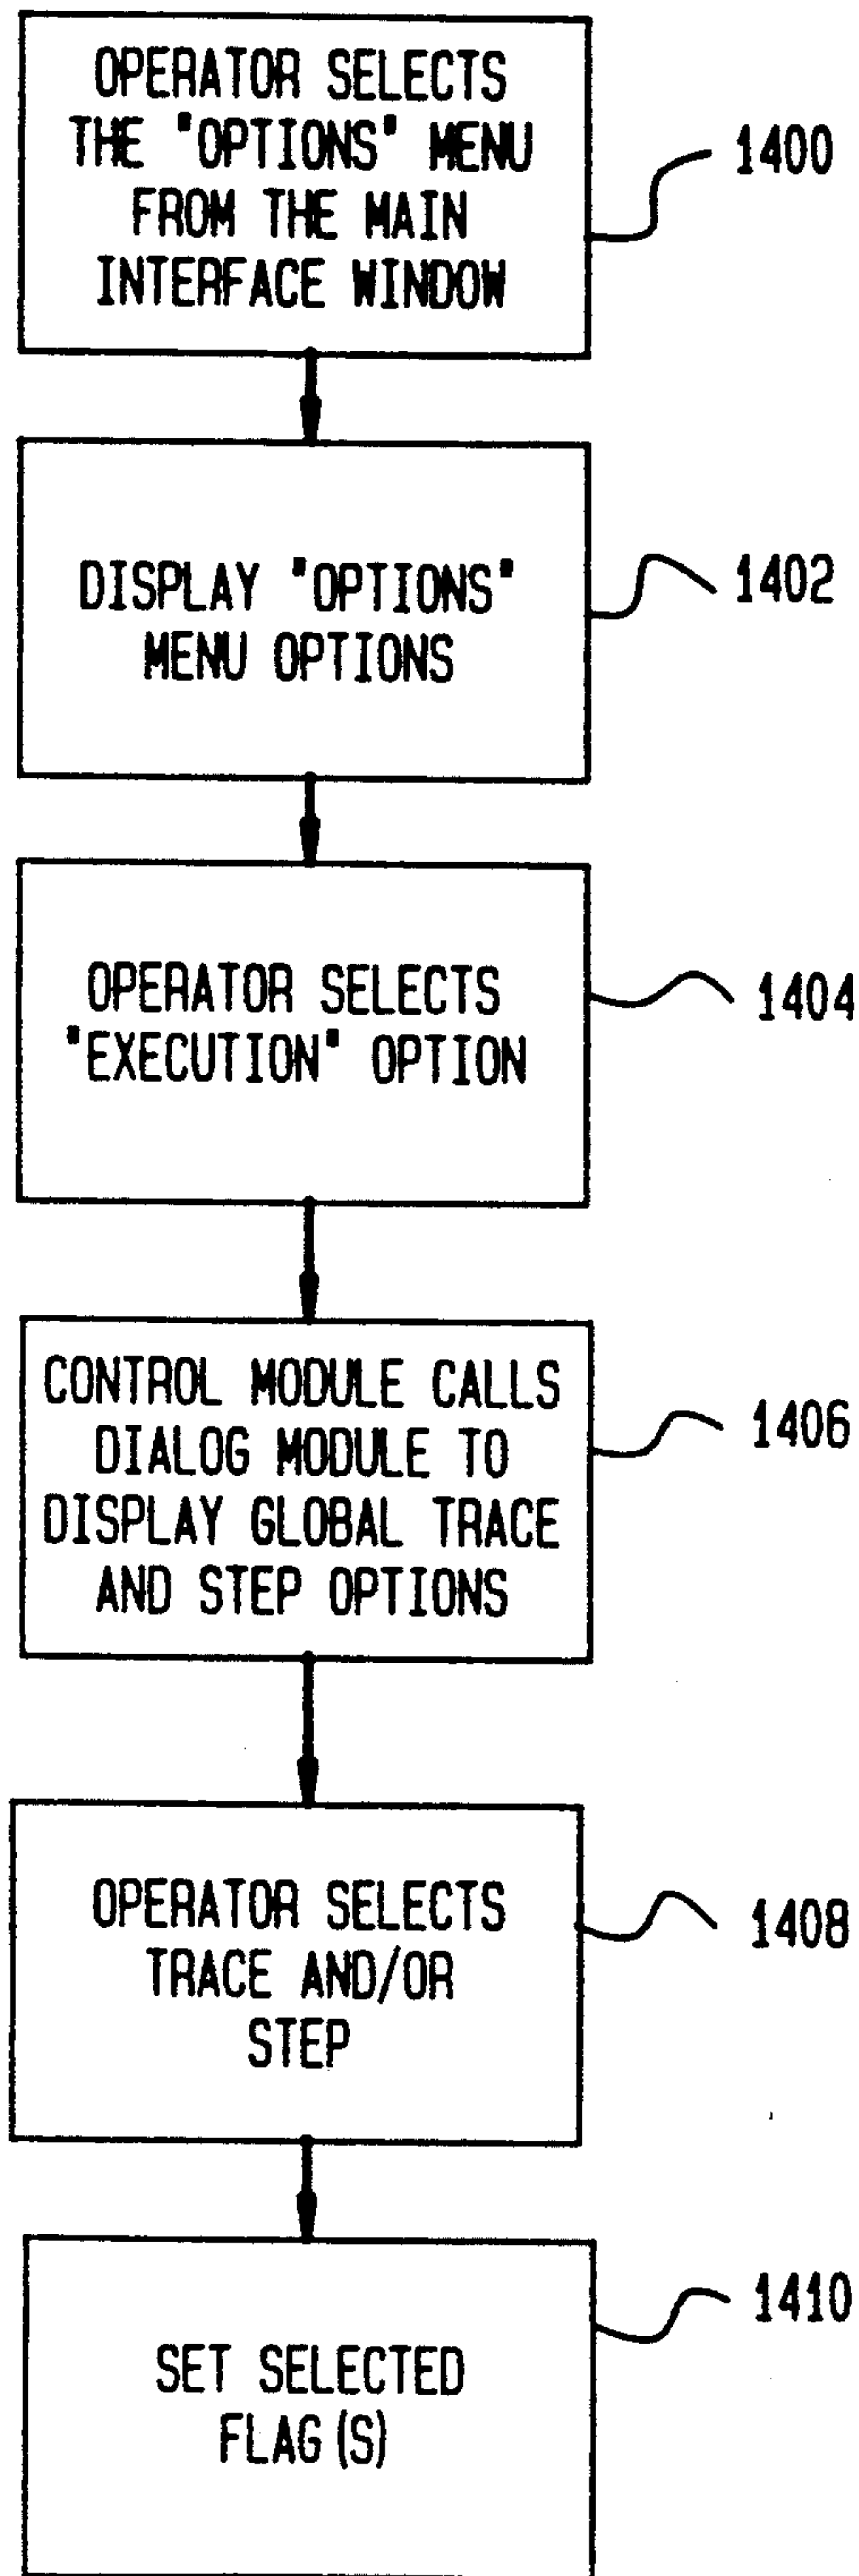 OPERATOR SELECTS
THE "OPTIONS" MENU
FROM THE MAIN
INTERFACE WINDOW
1400
DISPLAY "OPTIONS"
MENU OPTIONS
1402
OPERATOR SELECTS
"EXECUTION" OPTION
1404
CONTROL MODULE CALLS
DIALOG MODULE TO
DISPLAY GLOBAL TRACE
AND STEP OPTIONS
1406
OPERATOR SELECTS
TRACE AND/OR
STEP
1408
SET SELECTED
FLAG(S)
1410